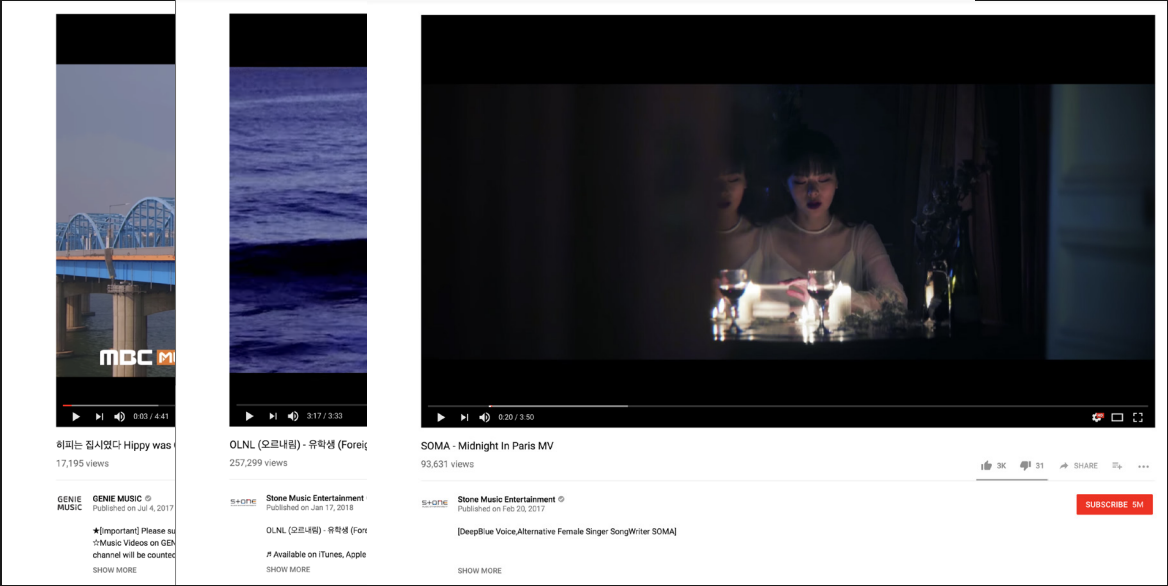 MBC
0:03 / 4:41
히피는 집시였다 Hippy was
17,195 views
GENIE MUSIC
GENIE MUSIC
Published on Jul 4, 2017
★[Important] Please su
☆Music Videos on GEN
channel will be counted
SHOW MORE
3:17 / 3:33
OLNL (오르내림) - 유학생 (Foreig
257,299 views
STONE
Stone Music Entertainment
Published on Jan 17, 2018
OLNL (오르내림) - 유학생 (Fore
♬ Available on iTunes, Apple
SHOW MORE
0:20 / 3:50
SOMA - Midnight In Paris MV
93,631 views
3K
31
SHARE
STONE
Stone Music Entertainment
Published on Feb 20, 2017
SUBSCRIBE 5M
[DeepBlue Voice,Alternative Female Singer SongWriter SOMA]
SHOW MORE